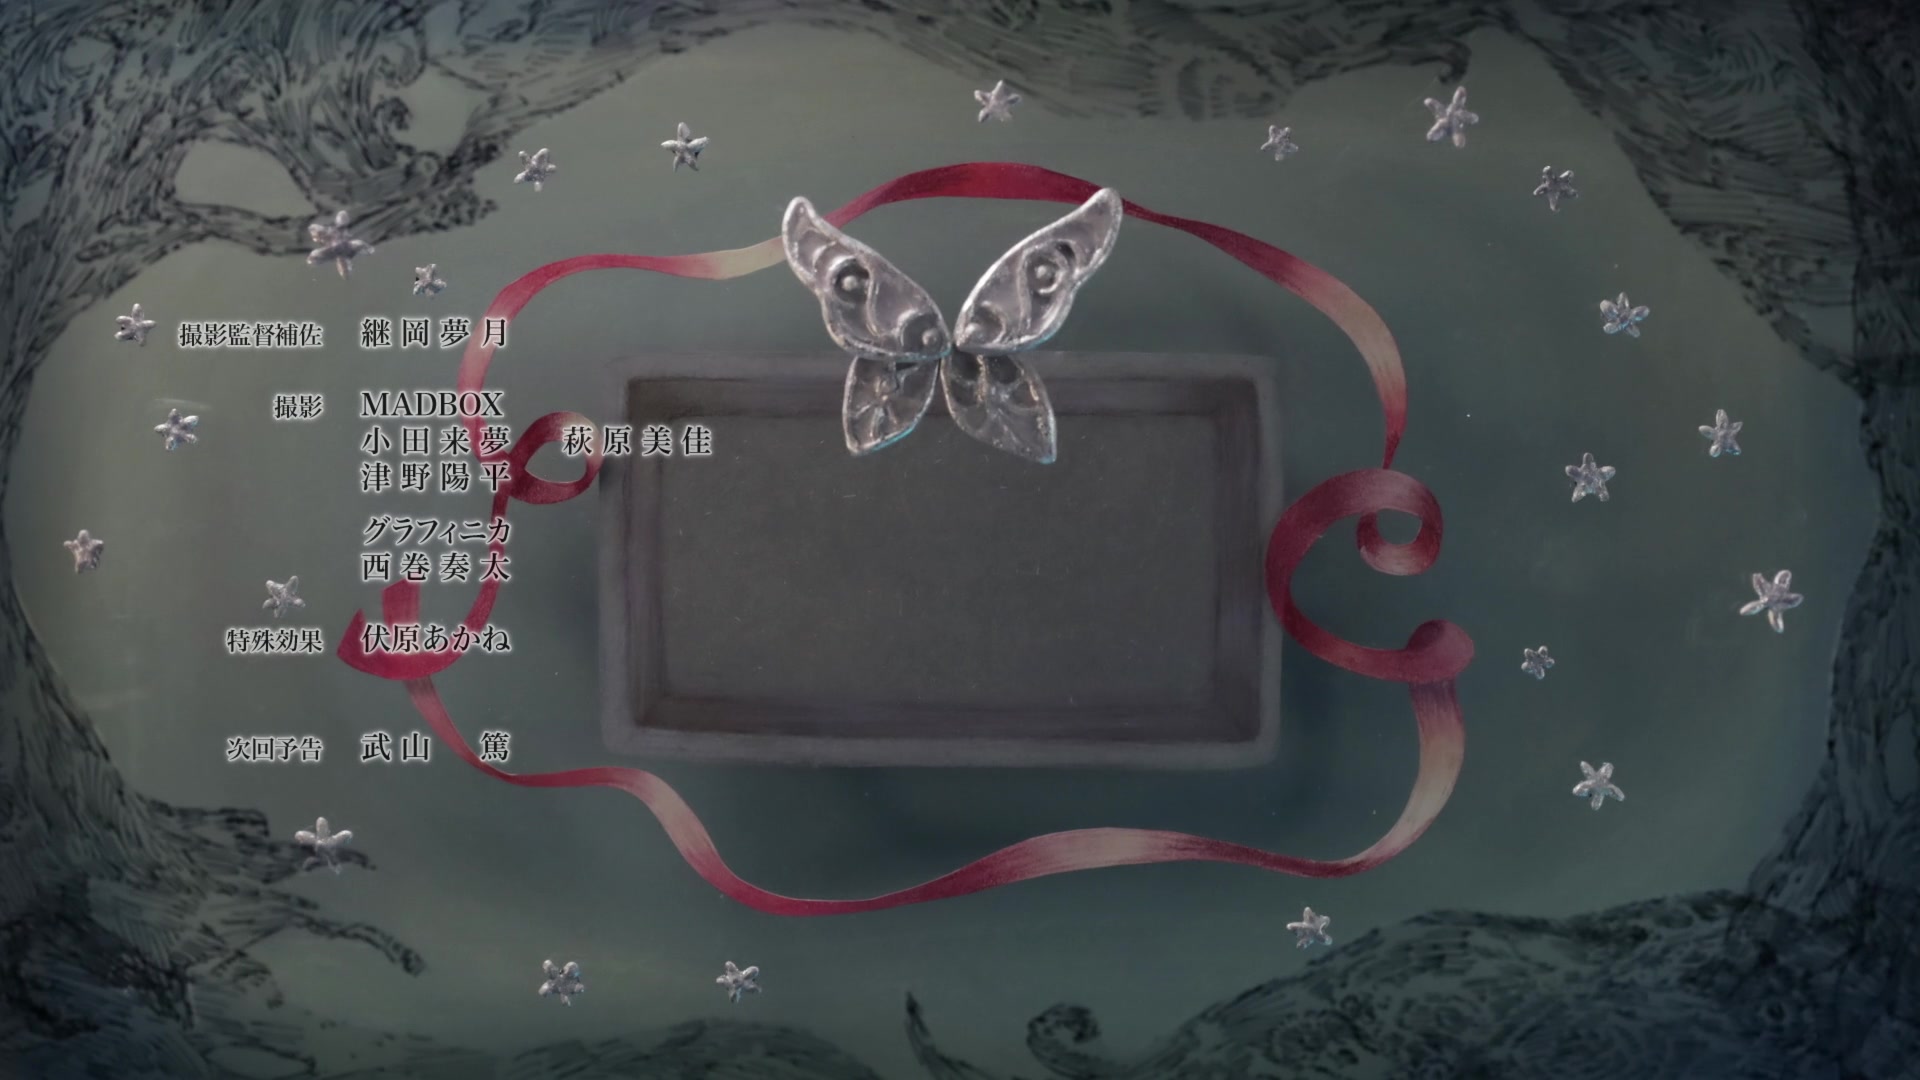 撮影監督補佐 継岡夢月
撮影 MADBOX
小田来夢 萩原美佳
津野陽平
グラフィニカ
西巻奏太
特殊効果 伏原あかね
次回予告 武山 篤